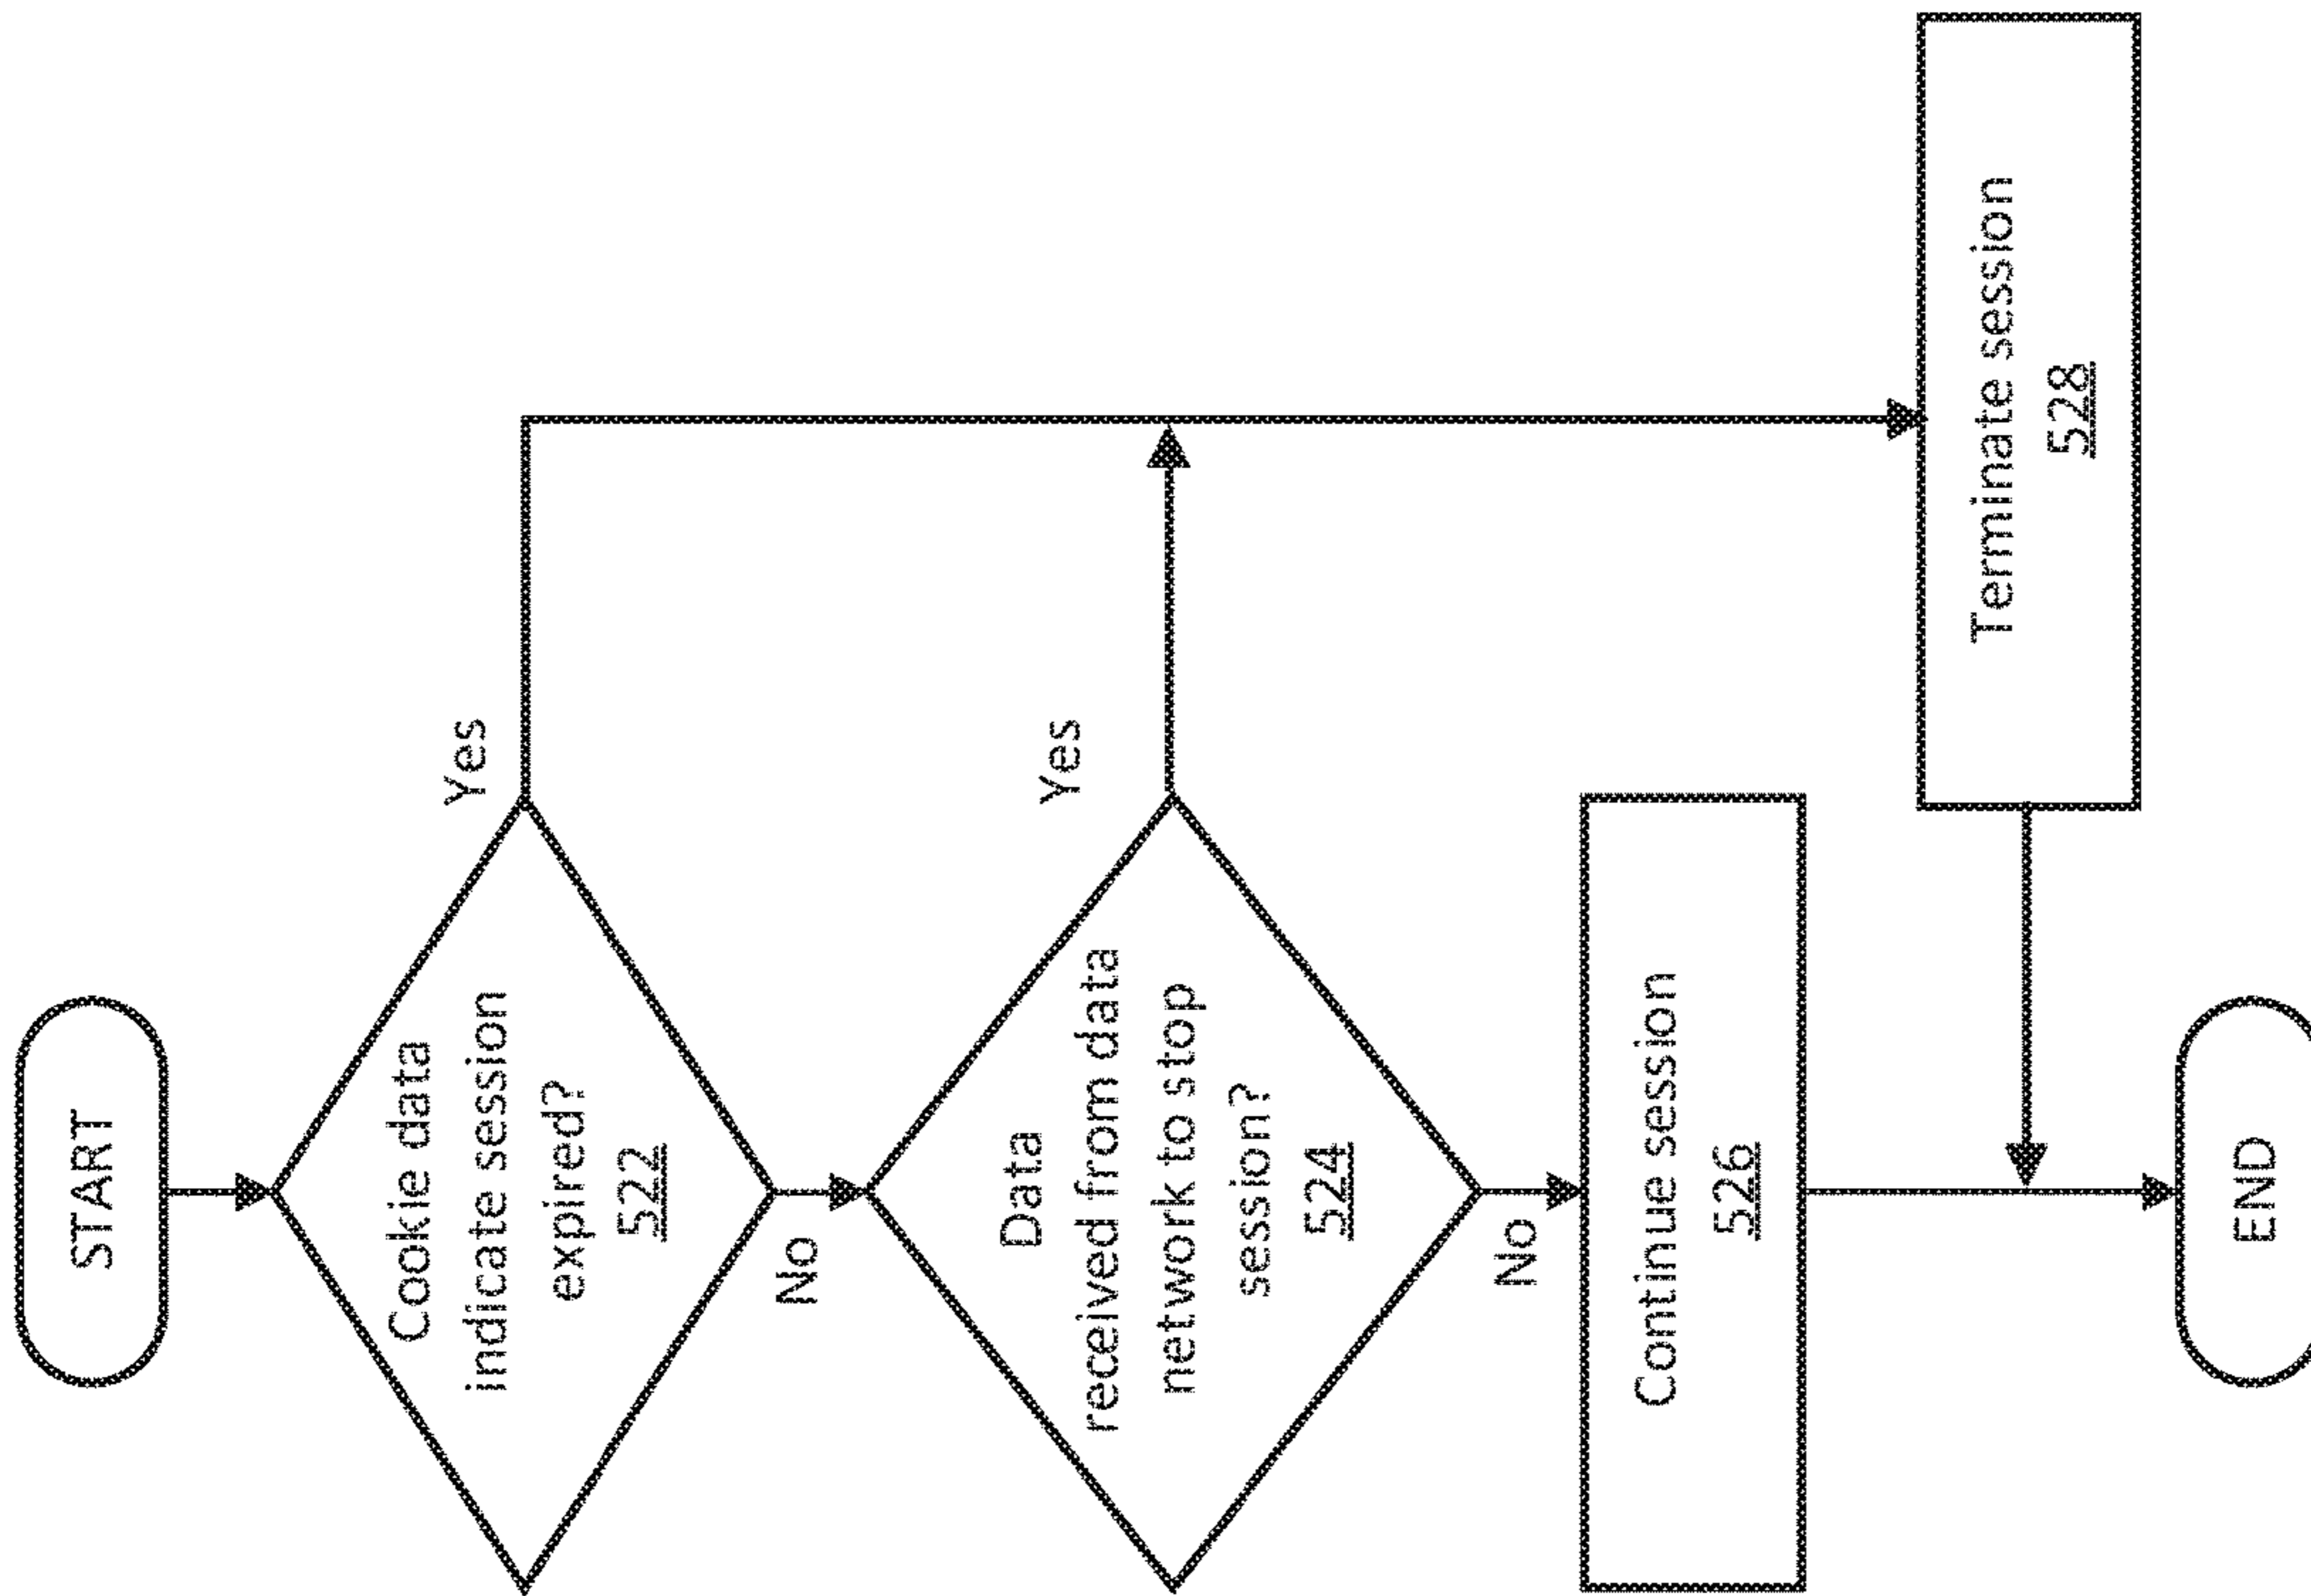 START
Cookie data
indicate session
expired?
522
Yes
No
Data
received from data
network to stop
session?
524
Yes
No
Continue session
526
Terminate session
528
END